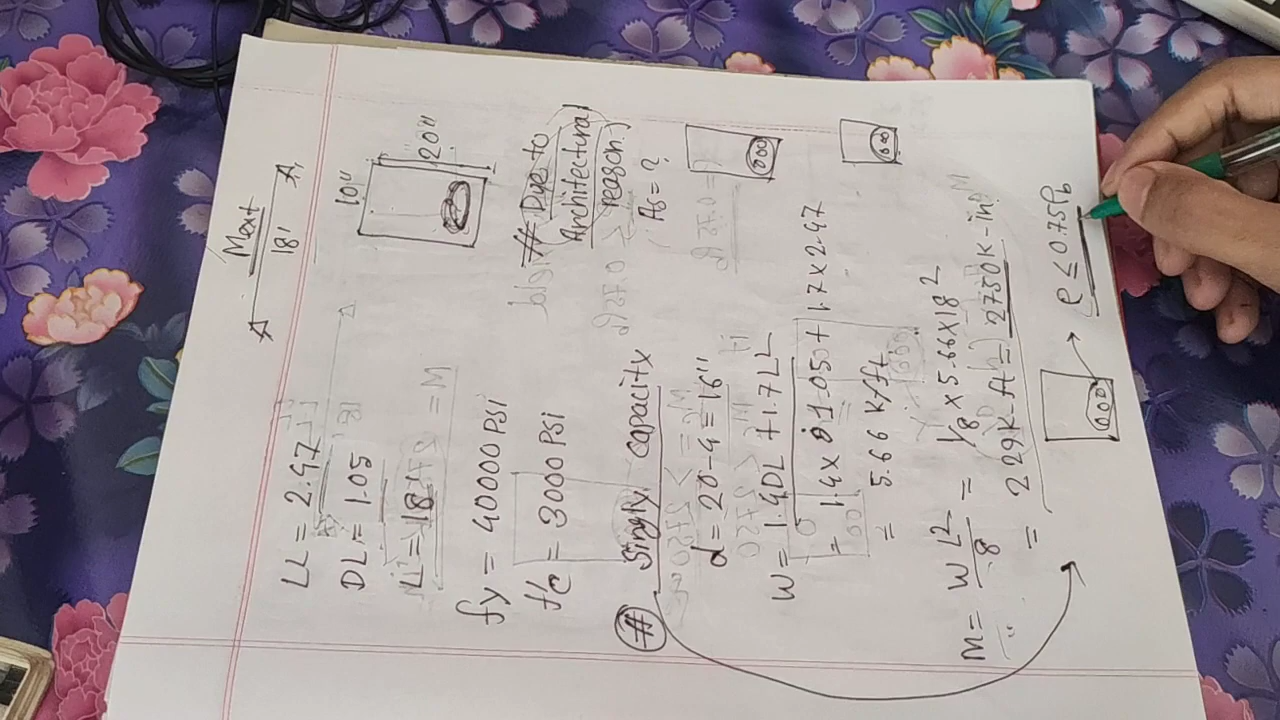 Mext
18'
LL = 2.47
DL = 1.05
L = 18'
10"
20"
fy = 40000 PSI
f'c = 3000 PSI
# Due to
Architectural
reason.
As = ?
# Singly capacity
d = 20-4 = 16"
W = 1.4DL + 1.7LL
= 1.4 x 1.05 + 1.7 x 2.47
= 5.66 K/ft
M = WL²/8 = 1/8 x 5.66 x 18²
= 229 K-ft = 2750 K-in
ρ ≤ 0.75ρb